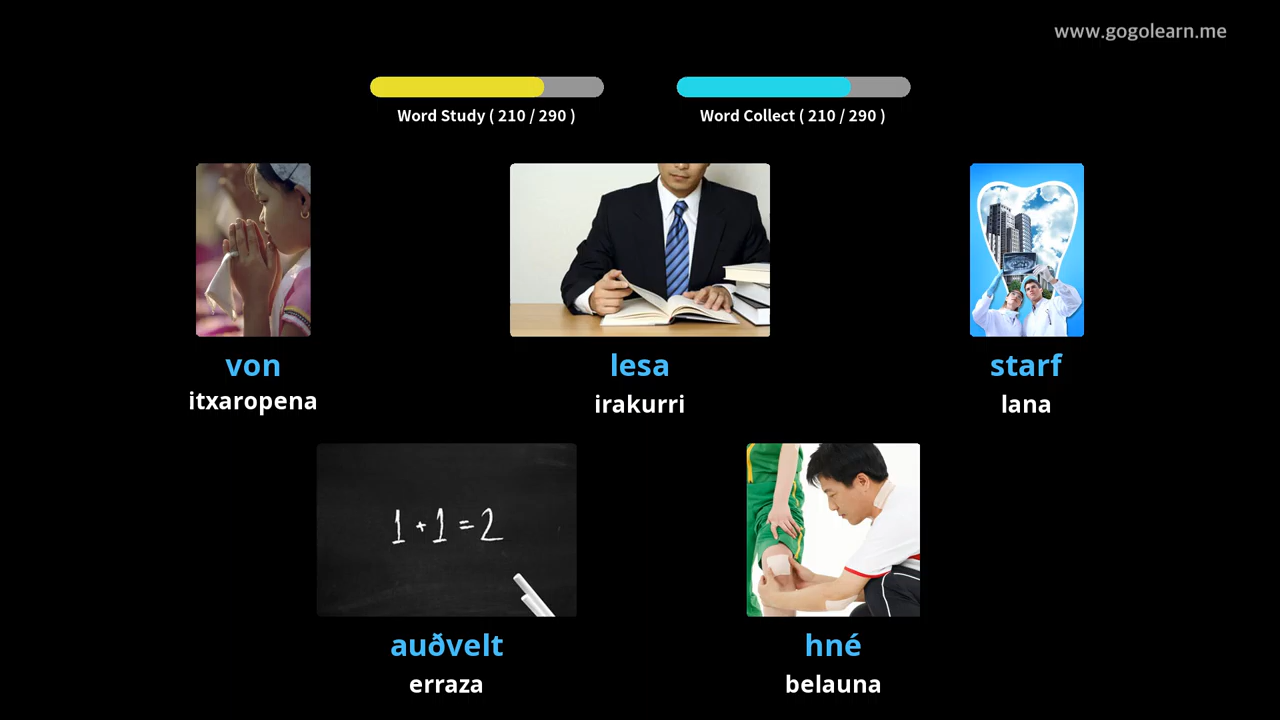 www.gogolearn.me
Word Study ( 210 / 290 )
Word Collect ( 210 / 290 )
von
itxaropena
lesa
irakurri
starf
lana
1 + 1 = 2
auðvelt
erraza
hné
belauna